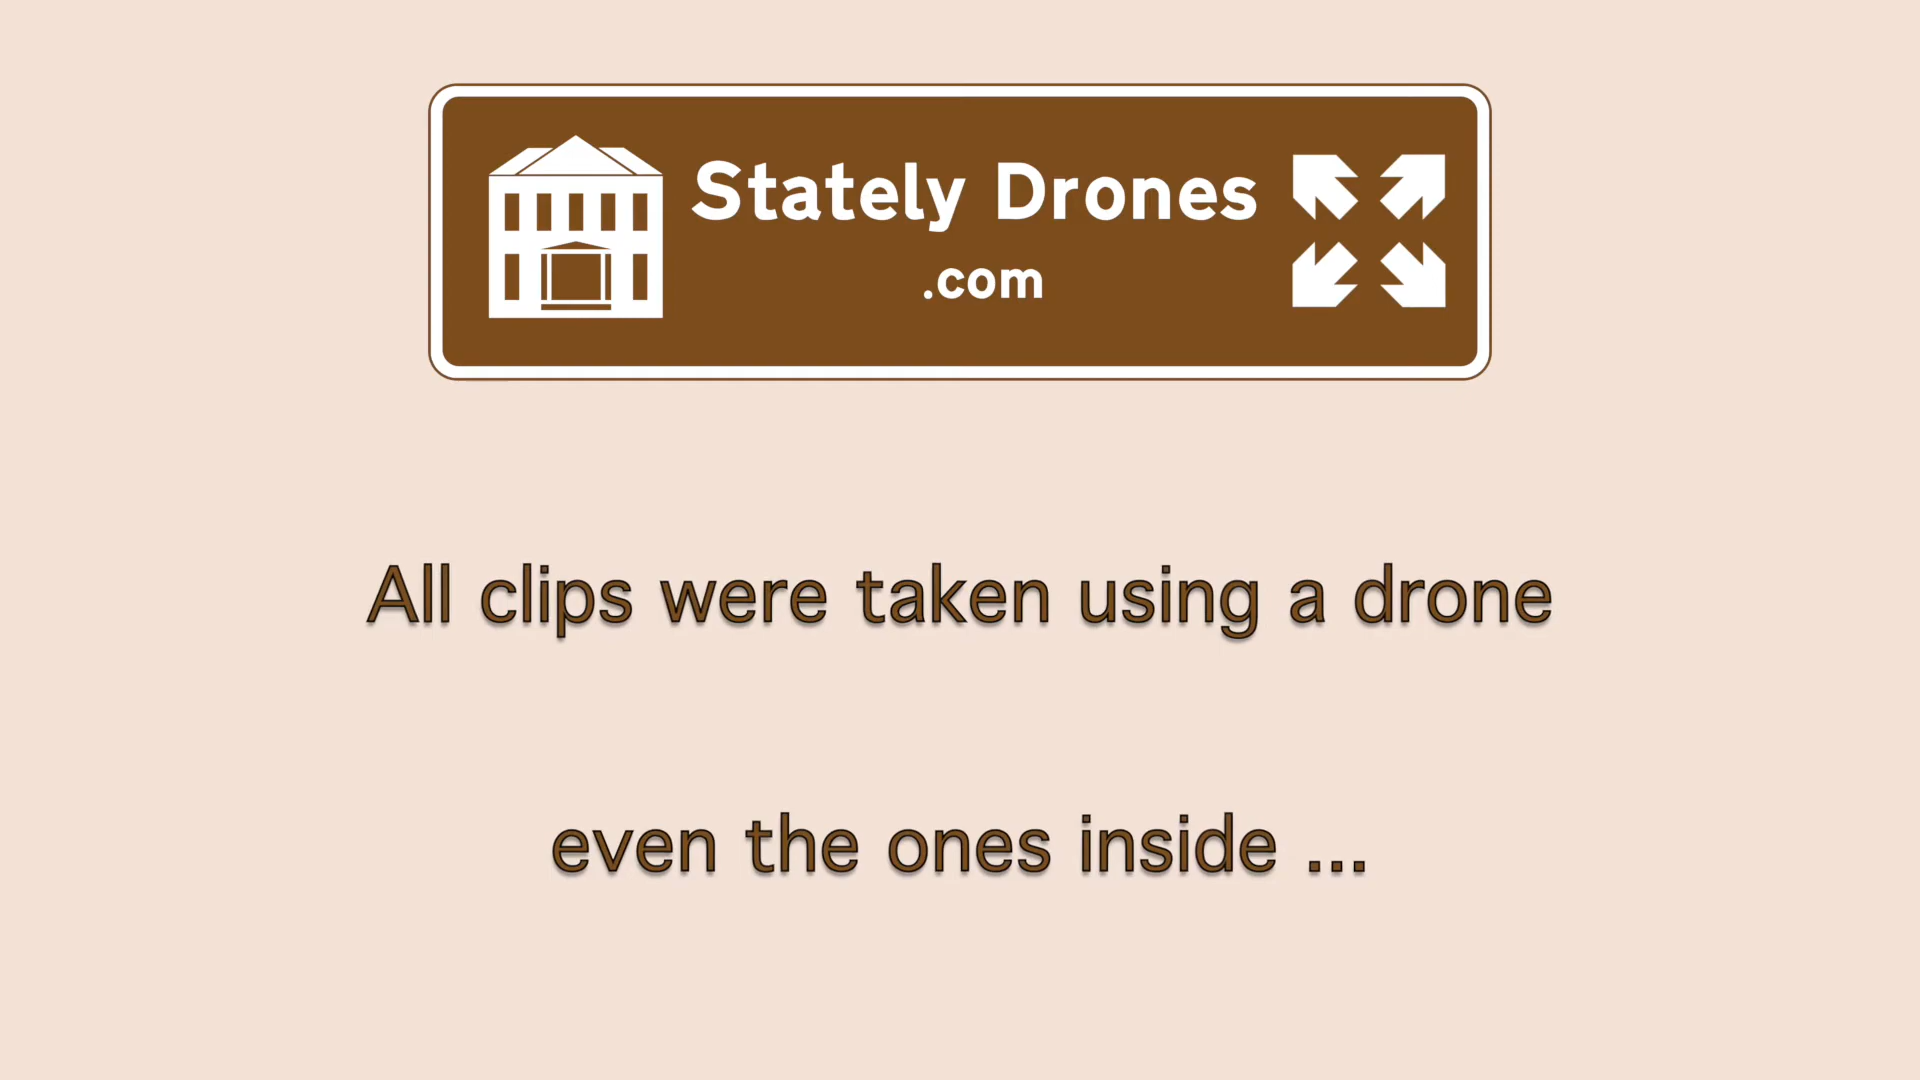 Stately Drones
.com
All clips were taken using a drone
even the ones inside ...